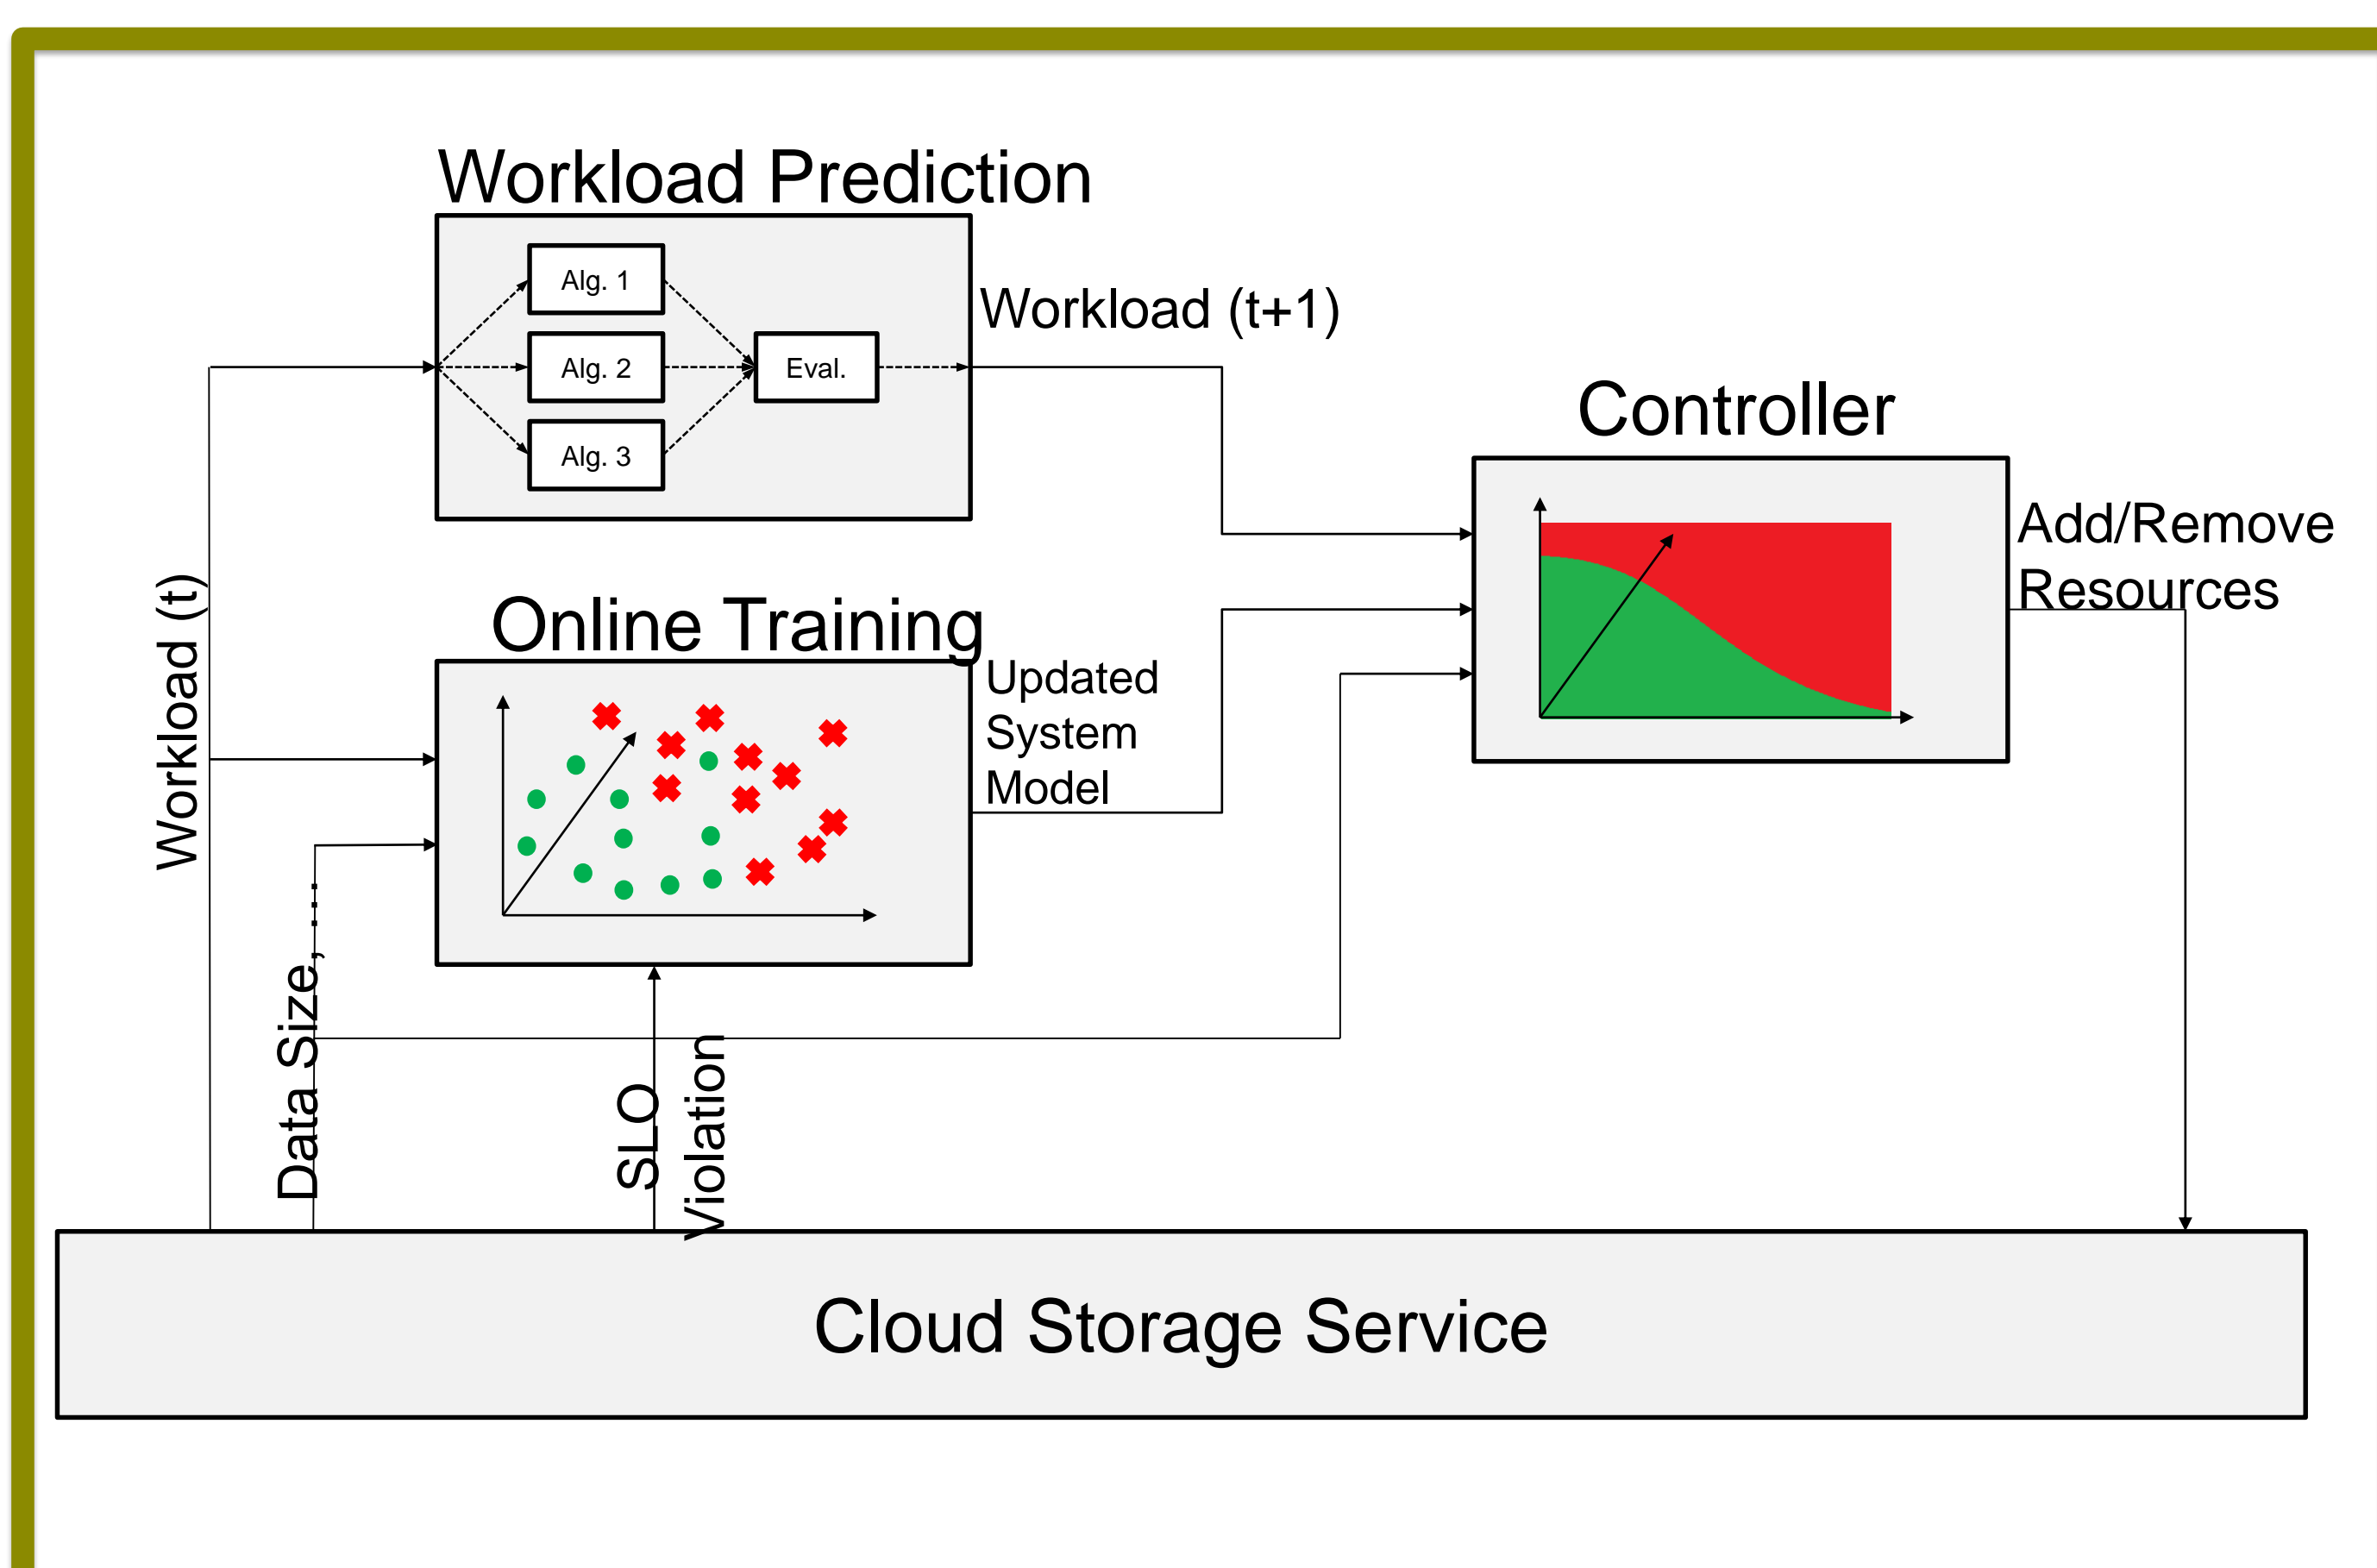 Workload Prediction
Alg. 1
Alg. 2
Alg. 3
Eval.
Workload (t+1)
Controller
Add/Remove
Resources
Workload (t)
Online Training
Updated
System
Model
Data Size, ...
SLO
Violation
Cloud Storage Service